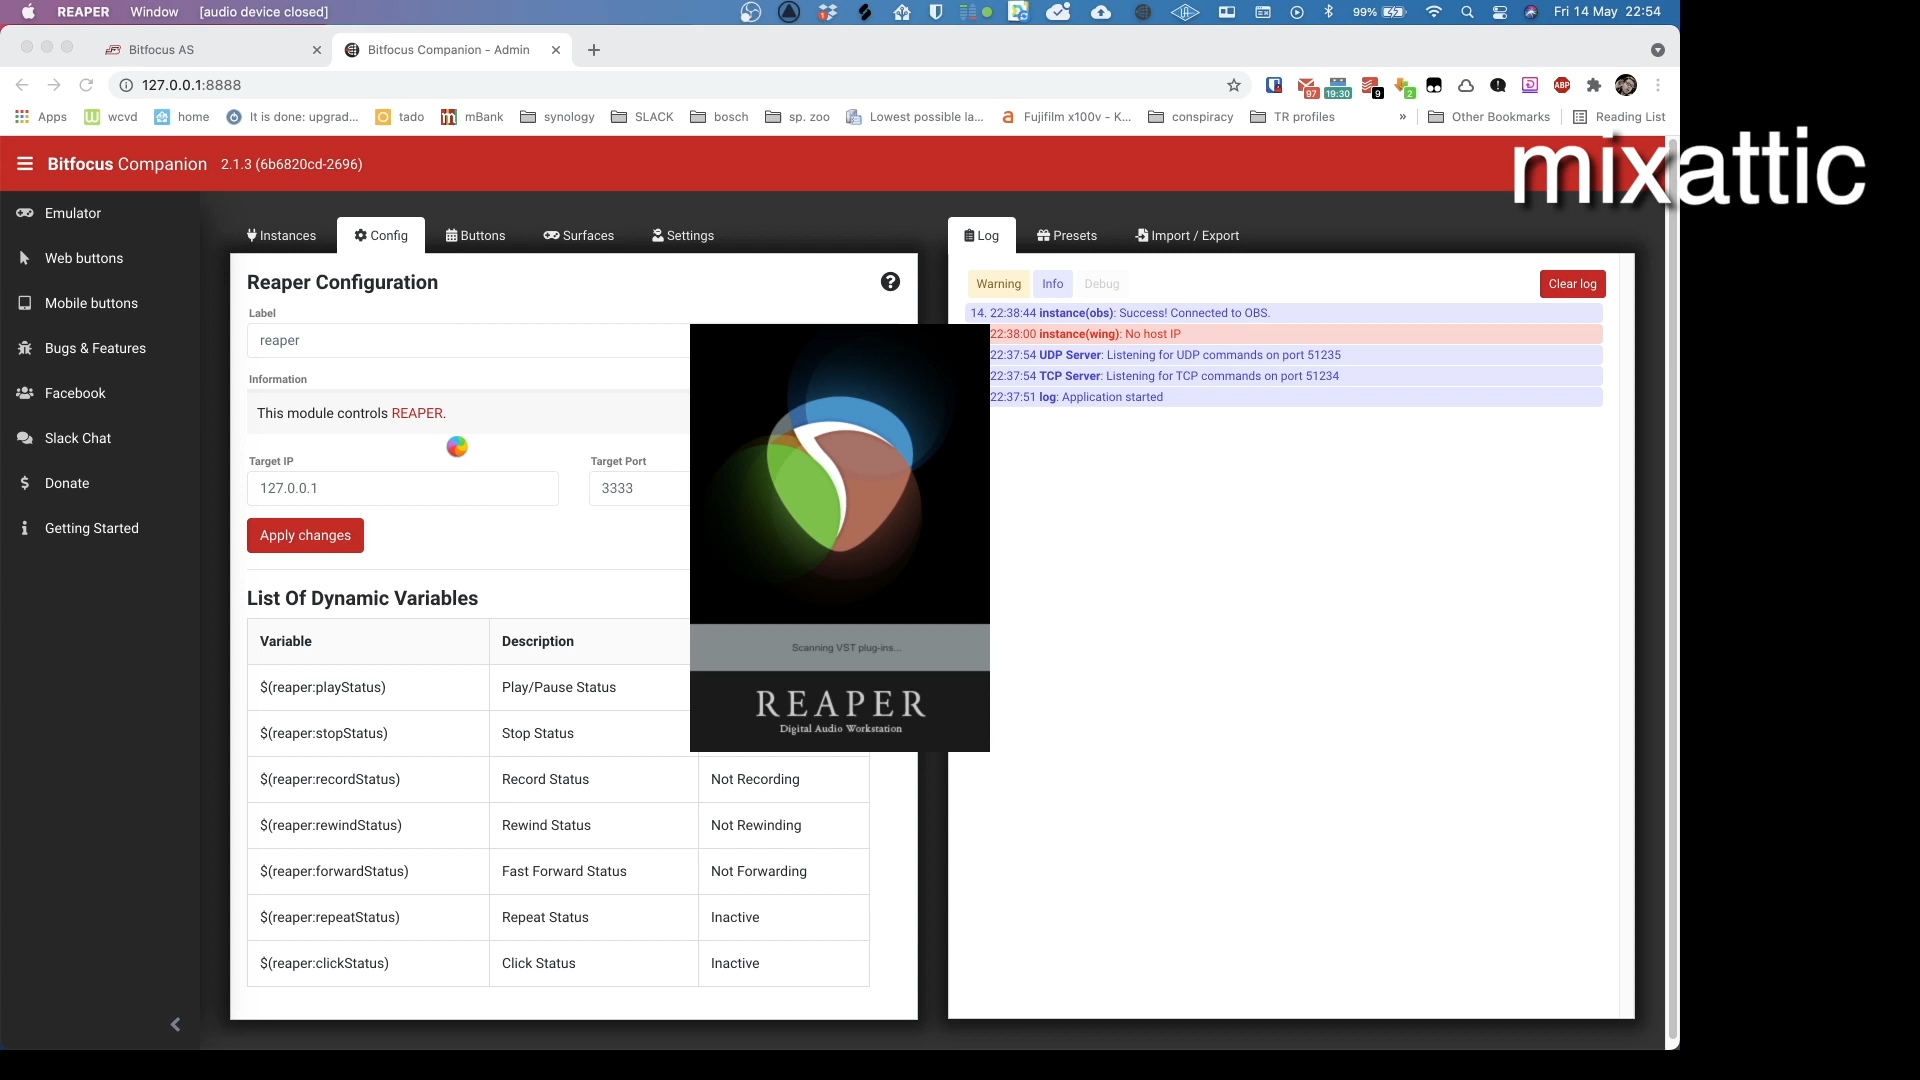 REAPER Window [audio device closed] 99% Fri 14 May 22:54
Bitfocus AS Bitfocus Companion - Admin
127.0.0.1:8888 97 19:30 9 2 ABP
Apps wcvd home It is done: upgrad... tado mBank synology SLACK bosch sp. zoo Lowest possible la... Fujifilm x100v - K... conspiracy TR profiles » Other Bookmarks Reading List
Bitfocus Companion 2.1.3 (6b6820cd-2696)
mixattic
Emulator
Web buttons
Mobile buttons
Bugs & Features
Facebook
Slack Chat
Donate
Getting Started
Instances Config Buttons Surfaces Settings
Reaper Configuration
Label
reaper
Information
This module controls REAPER.
Target IP Target Port
127.0.0.1 3333
Apply changes
List Of Dynamic Variables
Variable Description
$(reaper:playStatus) Play/Pause Status
$(reaper:stopStatus) Stop Status
$(reaper:recordStatus) Record Status Not Recording
$(reaper:rewindStatus) Rewind Status Not Rewinding
$(reaper:forwardStatus) Fast Forward Status Not Forwarding
$(reaper:repeatStatus) Repeat Status Inactive
$(reaper:clickStatus) Click Status Inactive
Scanning VST plug-ins...
REAPER
Digital Audio Workstation
Log Presets Import / Export
Warning Info Debug Clear log
14. 22:38:44 instance(obs): Success! Connected to OBS.
22:38:00 instance(wing): No host IP
22:37:54 UDP Server: Listening for UDP commands on port 51235
22:37:54 TCP Server: Listening for TCP commands on port 51234
22:37:51 log: Application started